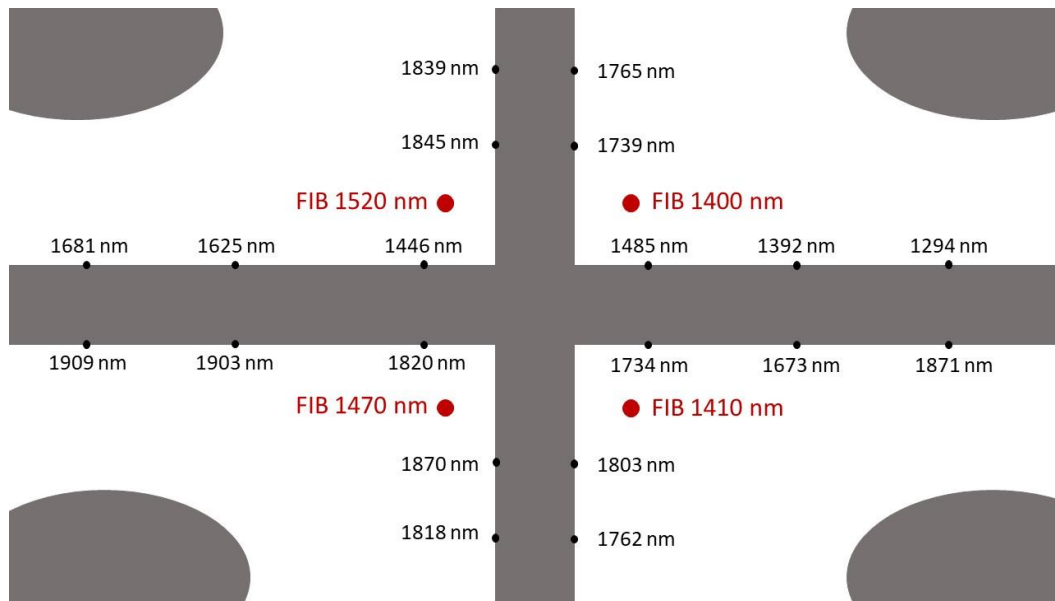 1839 nm
1765 nm
1845 nm
1739 nm
FIB 1520 nm
FIB 1400 nm
1681 nm
1625 nm
1446 nm
1485 nm
1392 nm
1294 nm
1909 nm
1903 nm
1820 nm
1734 nm
1673 nm
1871 nm
FIB 1470 nm
FIB 1410 nm
1870 nm
1803 nm
1818 nm
1762 nm